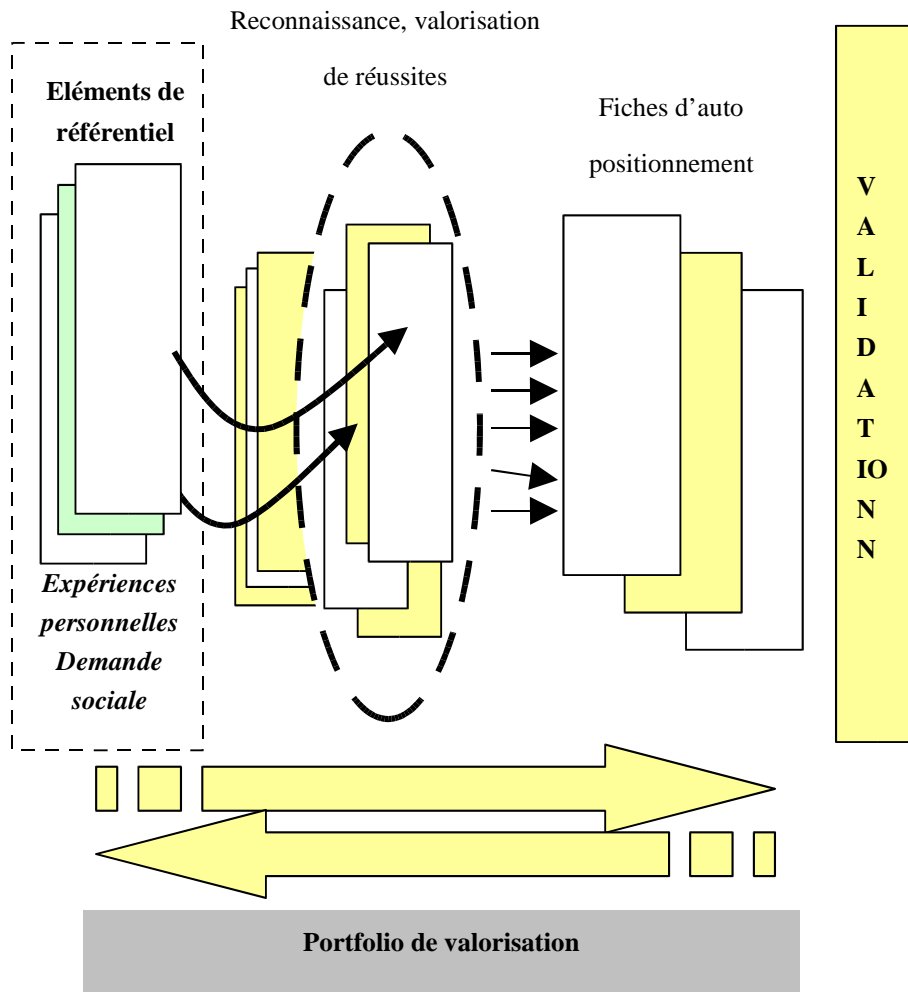 Reconnaissance, valorisation
de réussites
Eléments de
référentiel
Fiches d'auto
positionnement
V
A
L
I
D
A
T
IO
N
N
Expériences
personnelles
Demande
sociale
Portfolio de valorisation